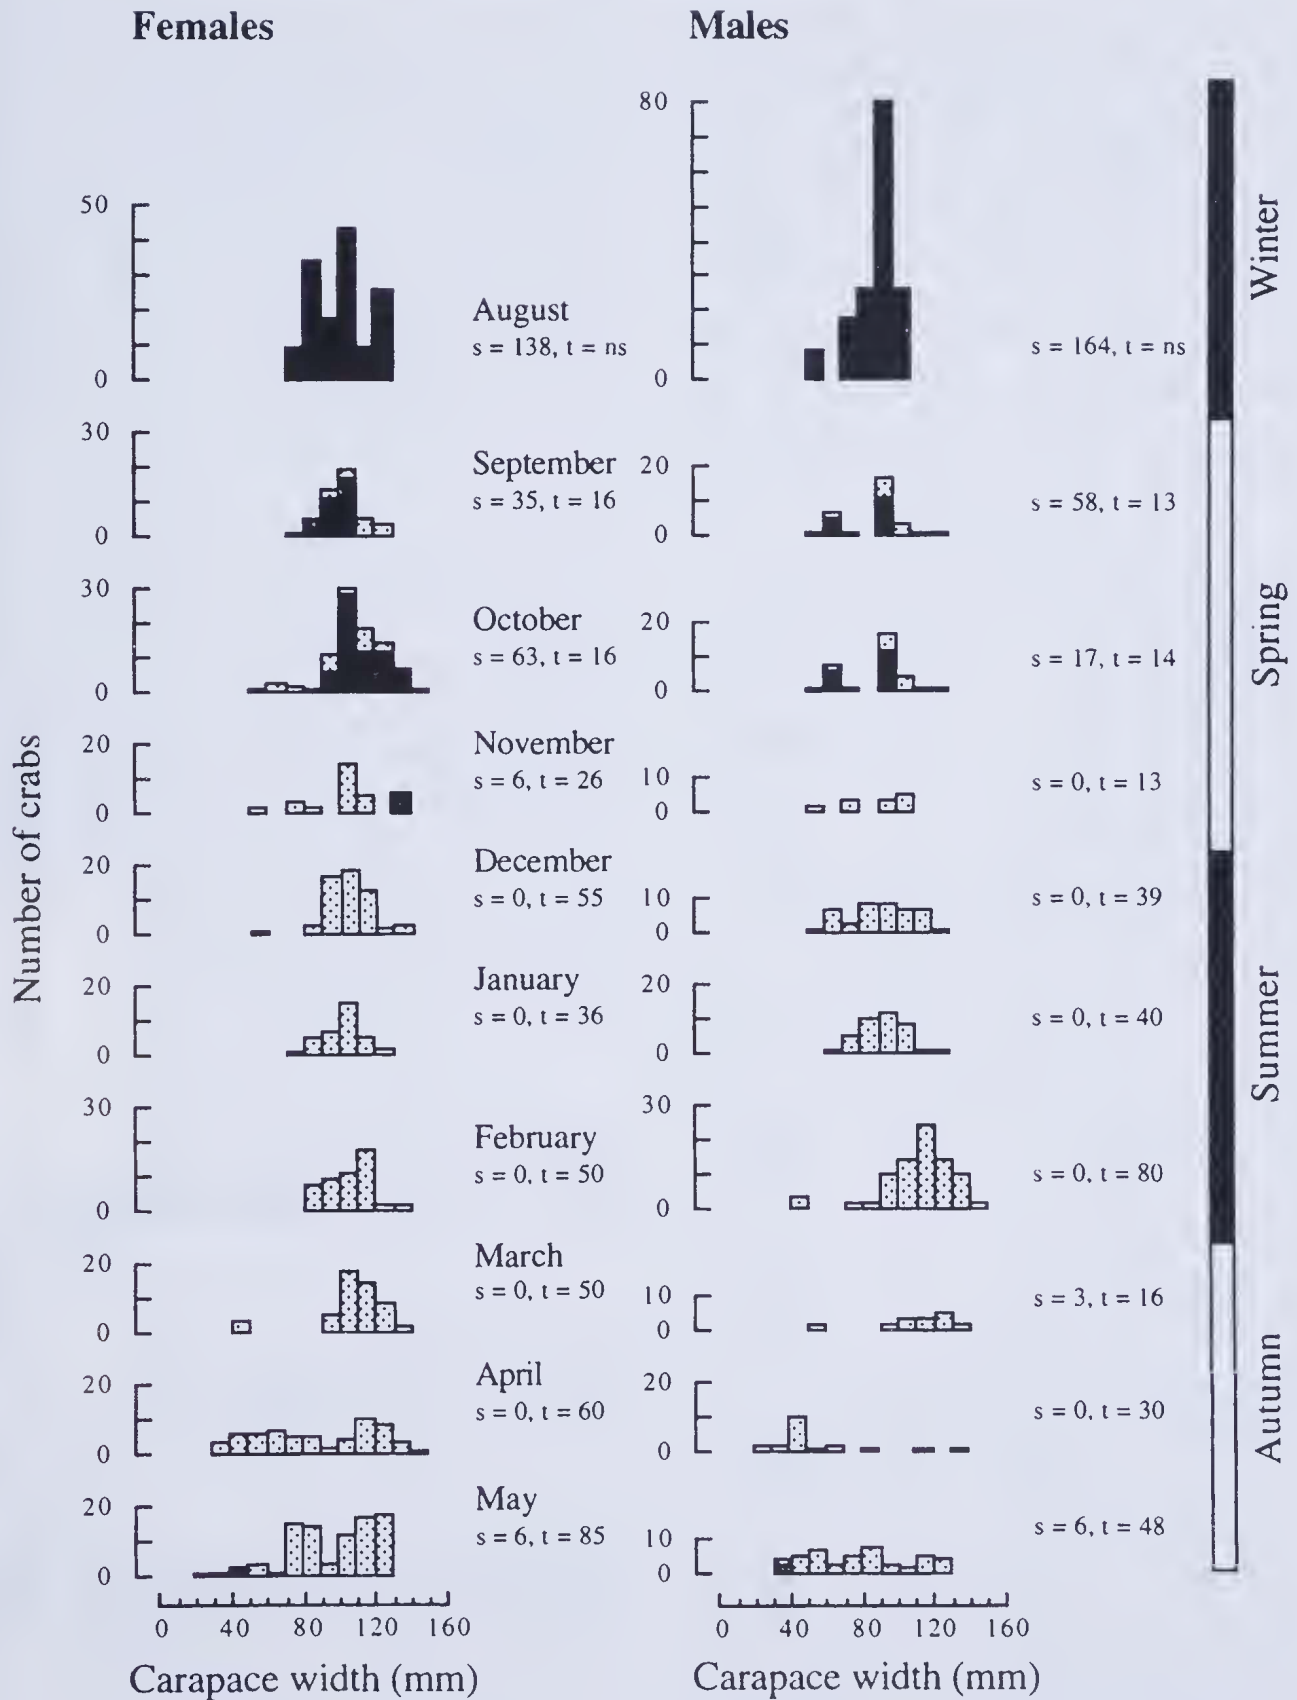 Females
Males
80
50
0
August
s = 138, t = ns
0
s = 164, t = ns
Winter
30
0
September
s = 35, t = 16
20
0
s = 58, t = 13
30
0
October
s = 63, t = 16
20
0
s = 17, t = 14
Spring
Number of crabs
20
0
November
s = 6, t = 26
10
0
s = 0, t = 13
20
0
December
s = 0, t = 55
10
0
s = 0, t = 39
20
0
January
s = 0, t = 36
20
0
s = 0, t = 40
Summer
30
0
February
s = 0, t = 50
30
0
s = 0, t = 80
20
0
March
s = 0, t = 50
10
0
s = 3, t = 16
20
0
April
s = 0, t = 60
20
0
s = 0, t = 30
Autumn
20
0
May
s = 6, t = 85
10
0
s = 6, t = 48
0 40 80 120 160
0 40 80 120 160
Carapace width (mm)
Carapace width (mm)